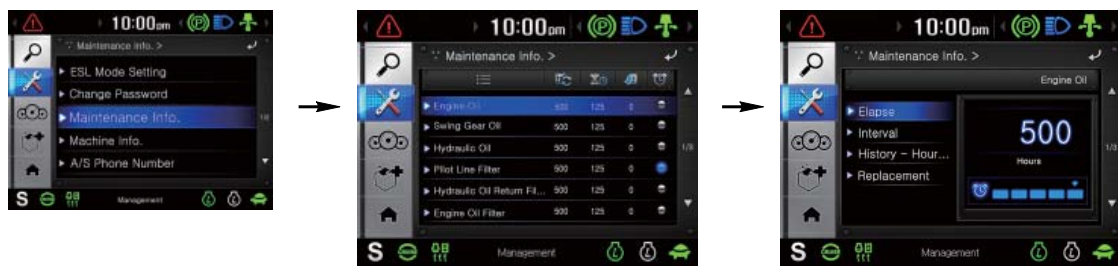 10:00pm
Maintenance Info. >
ESL Mode Setting
Change Password
Maintenance Info.
Machine Info.
A/S Phone Number
1/8
S
Management
10:00pm
Maintenance Info. >
Engine Oil 500 125 0
Swing Gear Oil 500 125 0
Hydraulic Oil 500 125 0
Pilot Line Filter 500 125 0
Hydraulic Oil Return Fil... 500 125 0
Engine Oil Filter 500 125 0
1/3
S
Management
10:00pm
Maintenance Info. >
Engine Oil
Elapse
Interval
History - Hour...
Replacement
500
Hours
1/3
S
Management